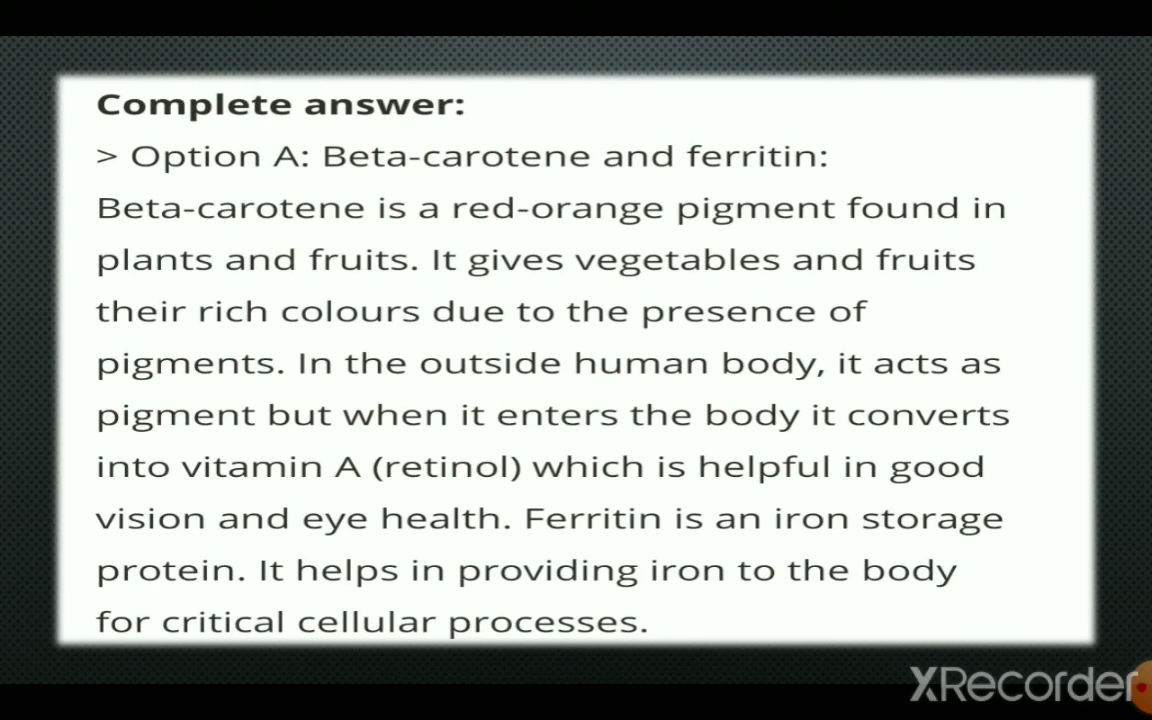 Complete answer:
> Option A: Beta-carotene and ferritin:
Beta-carotene is a red-orange pigment found in
plants and fruits. It gives vegetables and fruits
their rich colours due to the presence of
pigments. In the outside human body, it acts as
pigment but when it enters the body it converts
into vitamin A (retinol) which is helpful in good
vision and eye health. Ferritin is an iron storage
protein. It helps in providing iron to the body
for critical cellular processes.
XRecorder